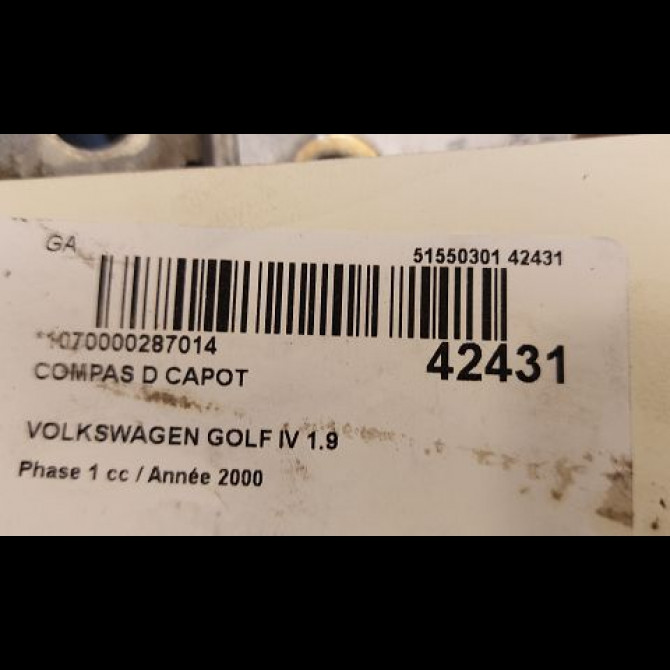 GA
51550301 42431
*1070000287014
42431
COMPAS D CAPOT
VOLKSWAGEN GOLF IV 1.9
Phase 1 cc / Année 2000